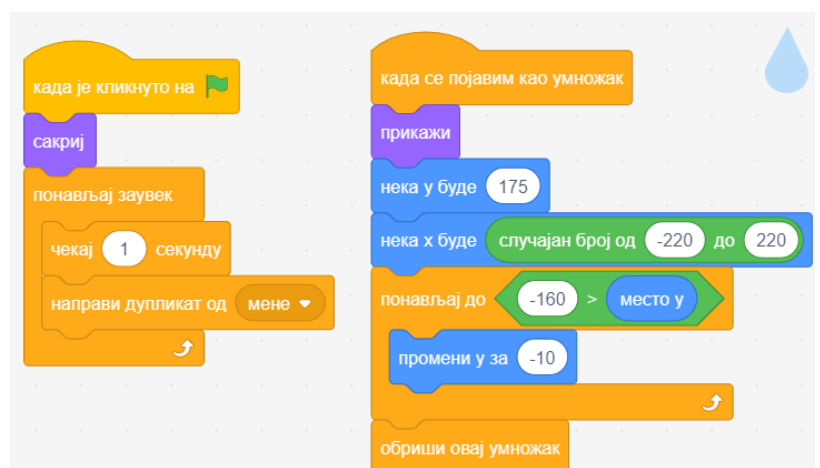 када је кликнуто на
сакриј
понављај заувек
чекај 1 секунду
направи дупликат од мене
када се појавим као умножак
прикажи
нека y буде 175
нека x буде случајан број од -220 до 220
понављај до -160 > место y
промени y за -10
обриши овај умножак